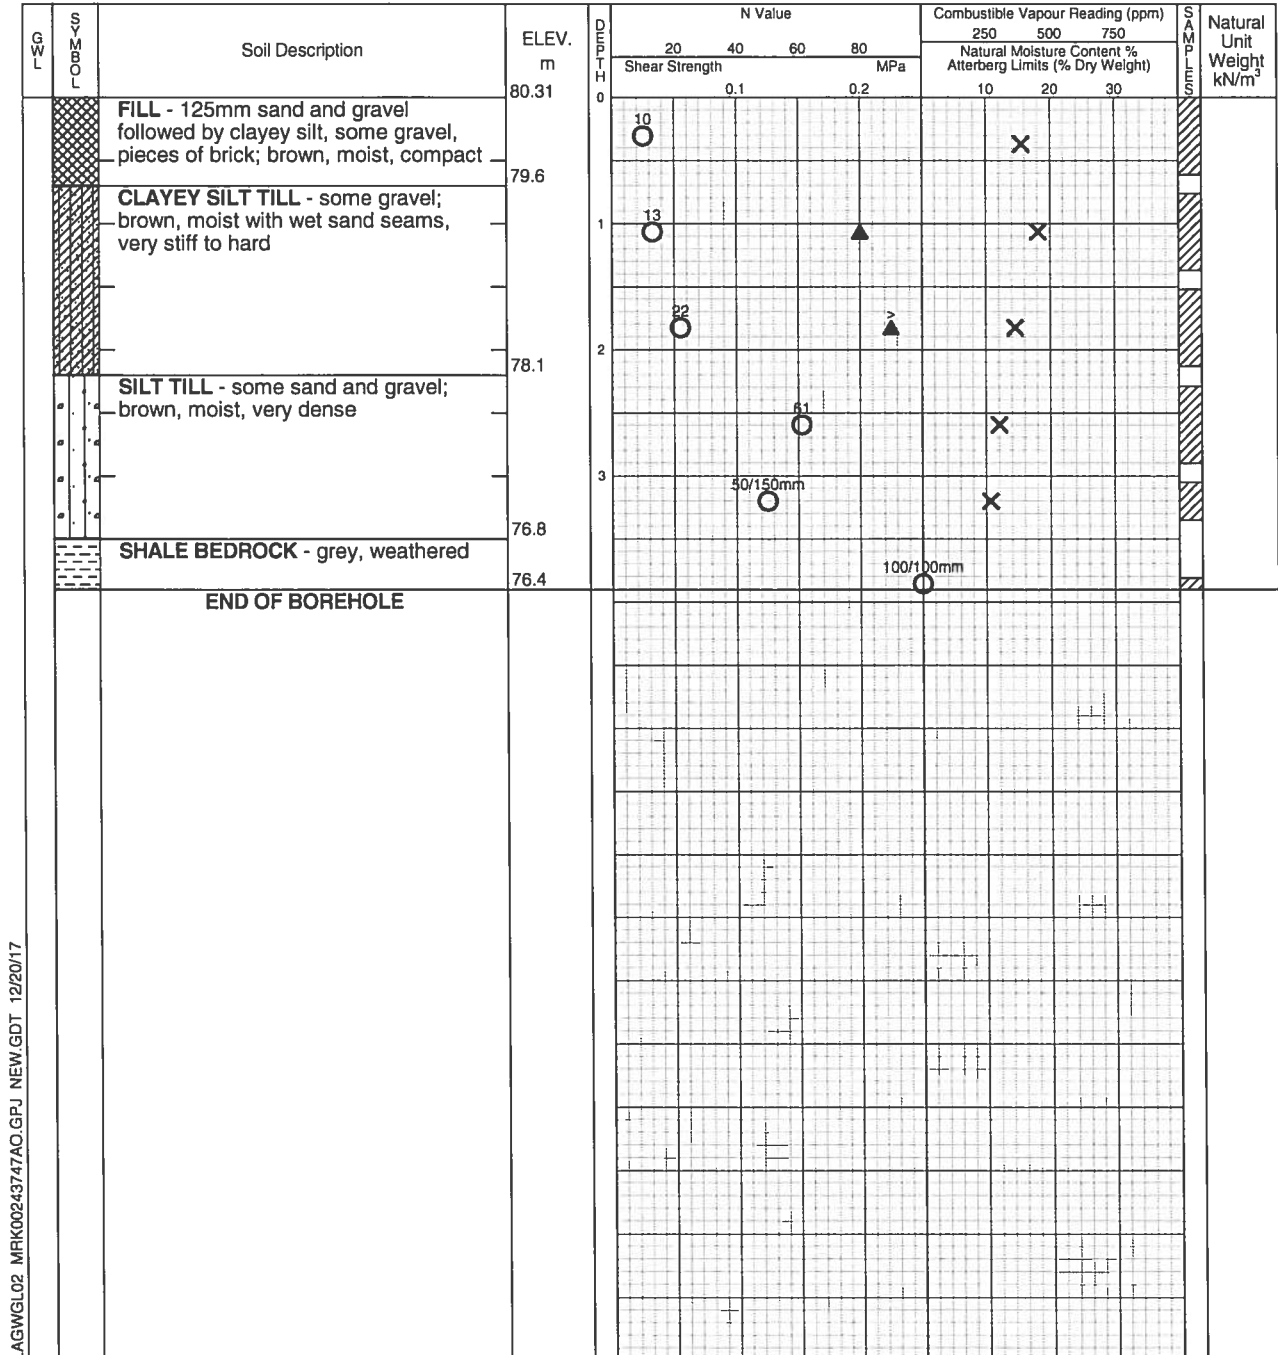 GWL
SYMBOL
Soil Description
ELEV.
m
DEPTH
N Value
20 40 60 80
Shear Strength MPa
0.1 0.2
Combustible Vapour Reading (ppm)
250 500 750
Natural Moisture Content %
Atterberg Limits (% Dry Weight)
10 20 30
SAMPLES
Natural
Unit
Weight
kN/m³
80.31
0
FILL - 125mm sand and gravel
followed by clayey silt, some gravel,
pieces of brick; brown, moist, compact
10
79.6
CLAYEY SILT TILL - some gravel;
brown, moist with wet sand seams,
very stiff to hard
1
13
22
>
2
78.1
SILT TILL - some sand and gravel;
brown, moist, very dense
61
3
50/150mm
76.8
SHALE BEDROCK - grey, weathered
100/100mm
76.4
END OF BOREHOLE
AGWGL02 MRK00243747AO.GPJ NEW.GDT 12/20/17